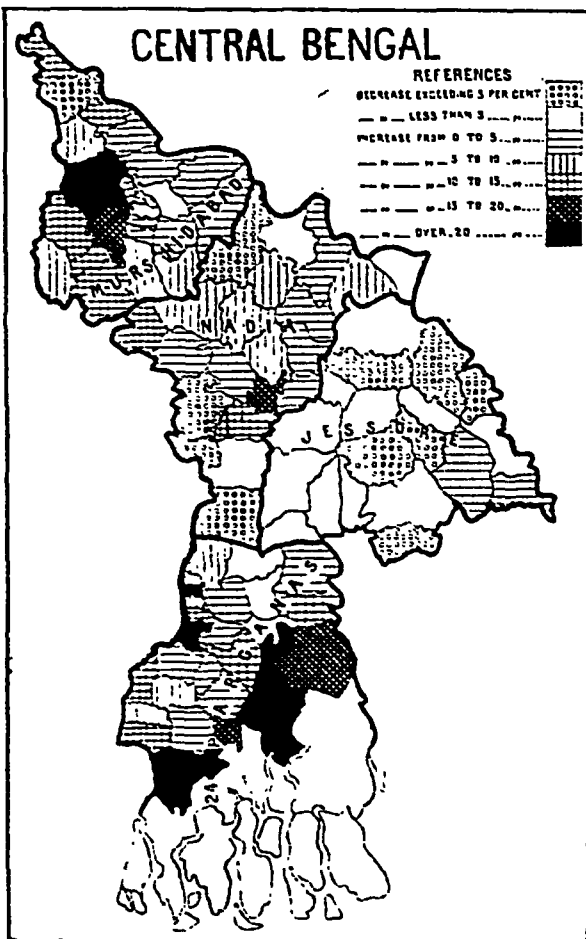 CENTRAL BENGAL
REFERENCES
DECREASE EXCEEDING 5 PER CENT
— „ — LESS THAN 5 ... „ ...
INCREASE FROM 0 TO 5 ... „ ...
— „ — — „ — 5 TO 10 ... „ ...
— „ — — „ — 10 TO 15 ... „ ...
— „ — — „ — 15 TO 20 ... „ ...
— „ — OVER 20 ...... „ ...
MURSHIDABAD
NADIA
JESSORE
24 PARGANAS